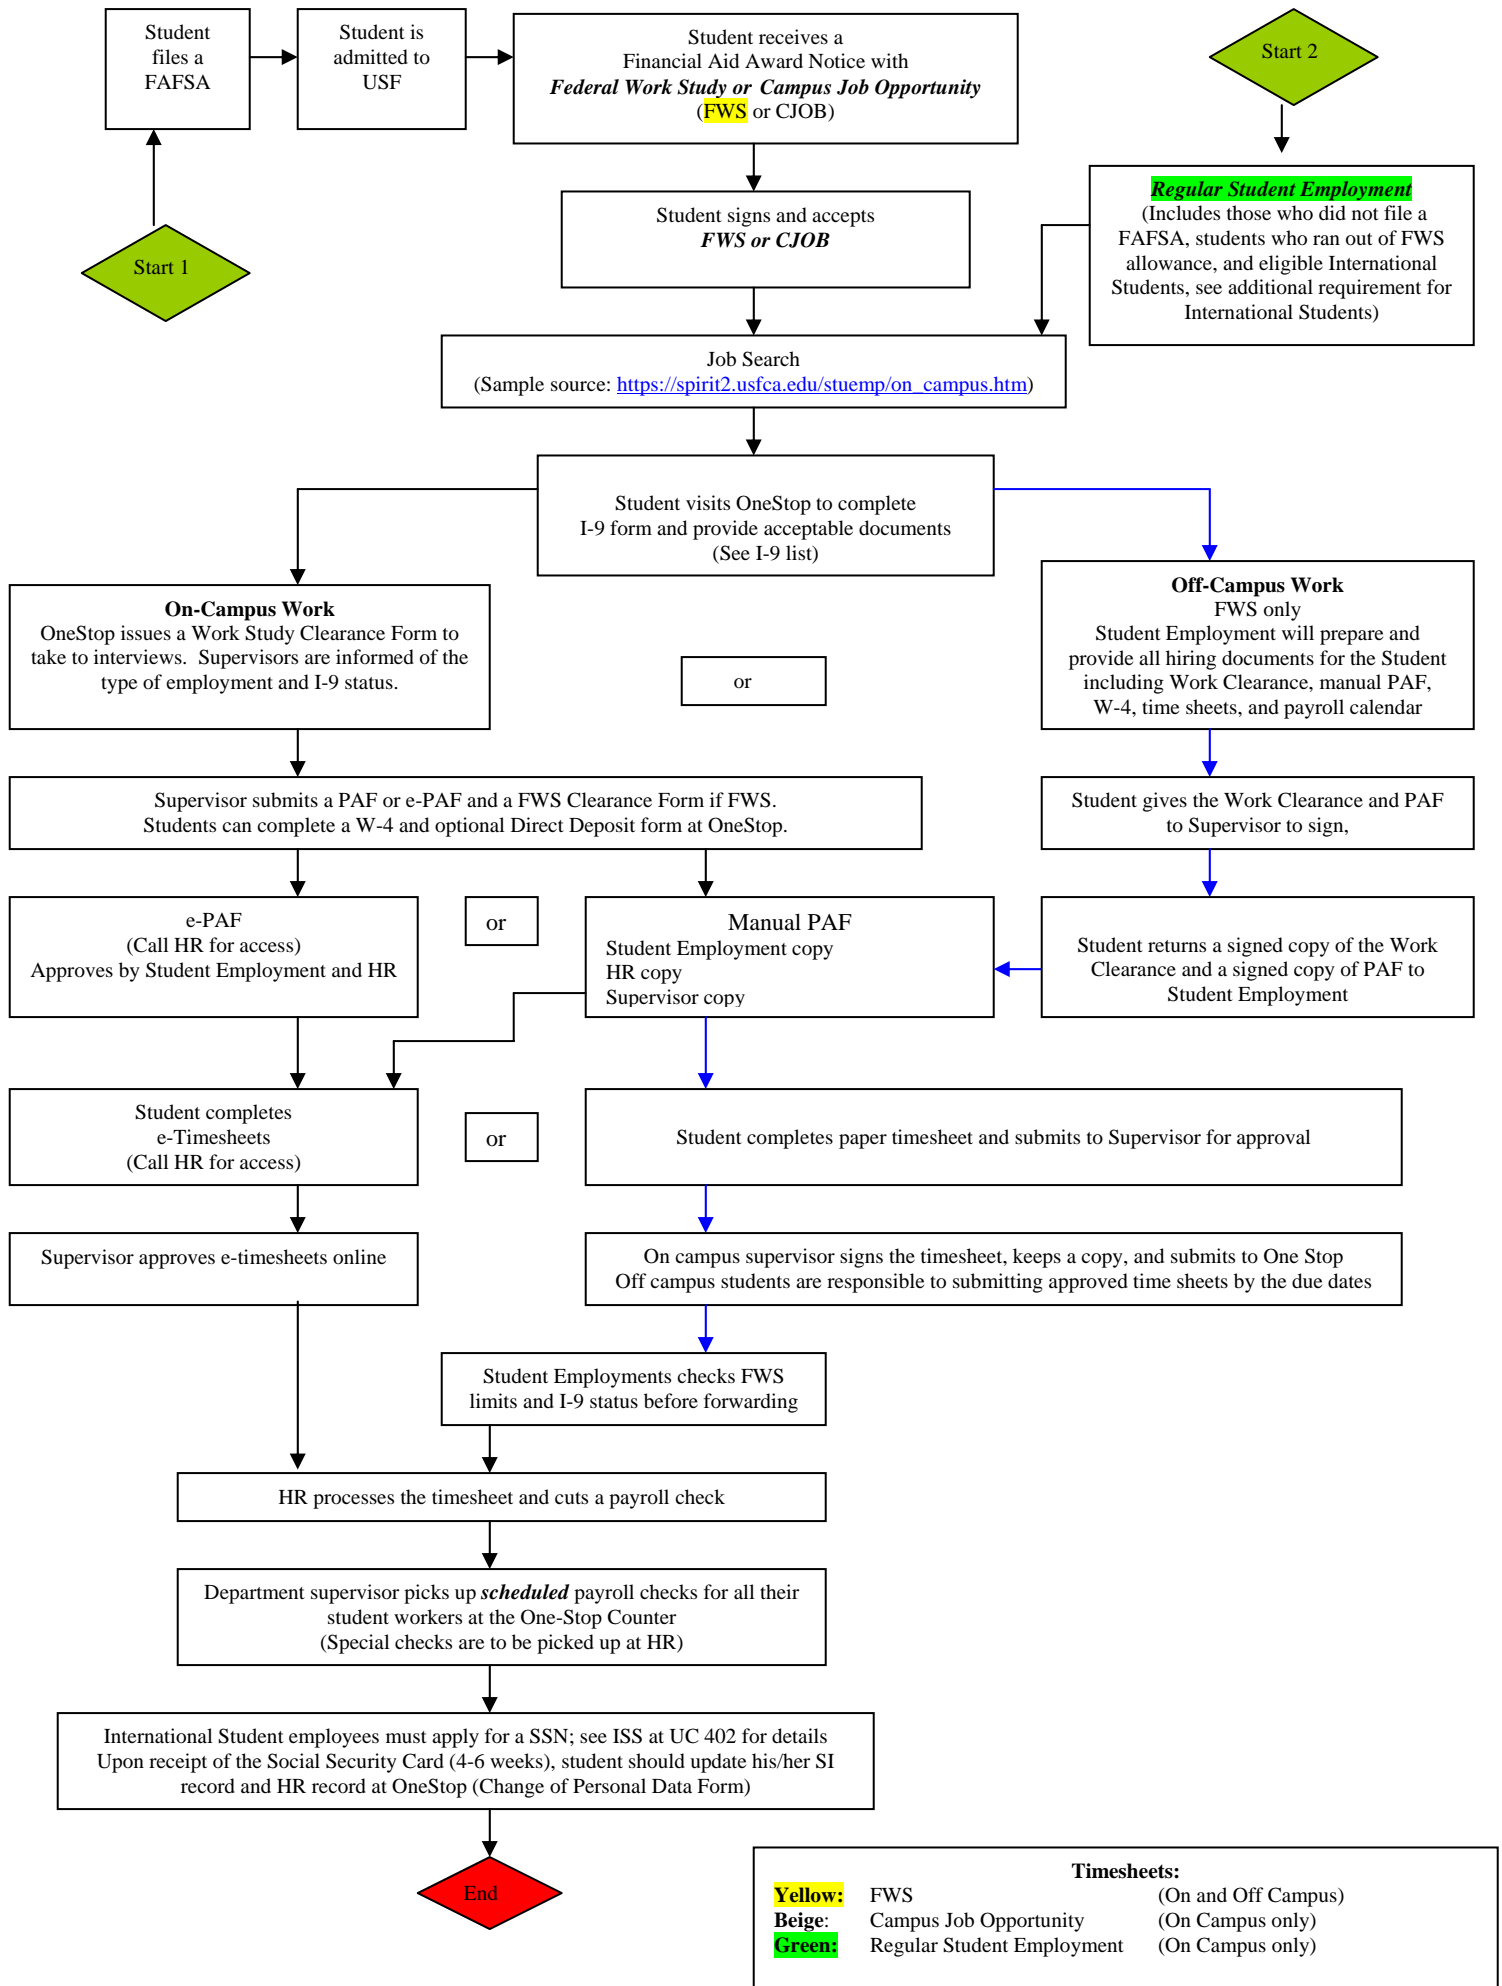 Student
files a
FAFSA
Student is
admitted to
USF
Student receives a
Financial Aid Award Notice with
Federal Work Study or Campus Job Opportunity
(FWS or CJOB)
Start 2
Start 1
Student signs and accepts
FWS or CJOB
Regular Student Employment
(Includes those who did not file a
FAFSA, students who ran out of FWS
allowance, and eligible International
Students, see additional requirement for
International Students)
Job Search
(Sample source: https://spirit2.usfca.edu/stuemp/on_campus.htm)
Student visits OneStop to complete
I-9 form and provide acceptable documents
(See I-9 list)
On-Campus Work
OneStop issues a Work Study Clearance Form to
take to interviews.  Supervisors are informed of the
type of employment and I-9 status.
or
Off-Campus Work
FWS only
Student Employment will prepare and
provide all hiring documents for the Student
including Work Clearance, manual PAF,
W-4, time sheets, and payroll calendar
Supervisor submits a PAF or e-PAF and a FWS Clearance Form if FWS.
Students can complete a W-4 and optional Direct Deposit form at OneStop.
Student gives the Work Clearance and PAF
to Supervisor to sign,
e-PAF
(Call HR for access)
Approves by Student Employment and HR
or
Manual PAF
Student Employment copy
HR copy
Supervisor copy
Student returns a signed copy of the Work
Clearance and a signed copy of PAF to
Student Employment
Student completes
e-Timesheets
(Call HR for access)
or
Student completes paper timesheet and submits to Supervisor for approval
Supervisor approves e-timesheets online
On campus supervisor signs the timesheet, keeps a copy, and submits to One Stop
Off campus students are responsible to submitting approved time sheets by the due dates
Student Employments checks FWS
limits and I-9 status before forwarding
HR processes the timesheet and cuts a payroll check
Department supervisor picks up scheduled payroll checks for all their
student workers at the One-Stop Counter
(Special checks are to be picked up at HR)
International Student employees must apply for a SSN; see ISS at UC 402 for details
Upon receipt of the Social Security Card (4-6 weeks), student should update his/her SI
record and HR record at OneStop (Change of Personal Data Form)
End
Timesheets:
Yellow: FWS (On and Off Campus)
Beige: Campus Job Opportunity (On Campus only)
Green: Regular Student Employment (On Campus only)